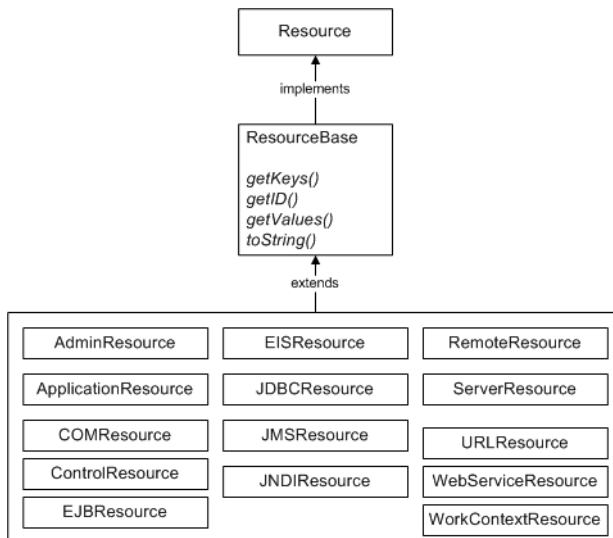 Resource
implements
ResourceBase
getKeys()
getID()
getValues()
toString()
extends
AdminResource
ApplicationResource
COMResource
ControlResource
EJBResource
EISResource
JDBCResource
JMSResource
JNDIResource
RemoteResource
ServerResource
URLResource
WebServiceResource
WorkContextResource